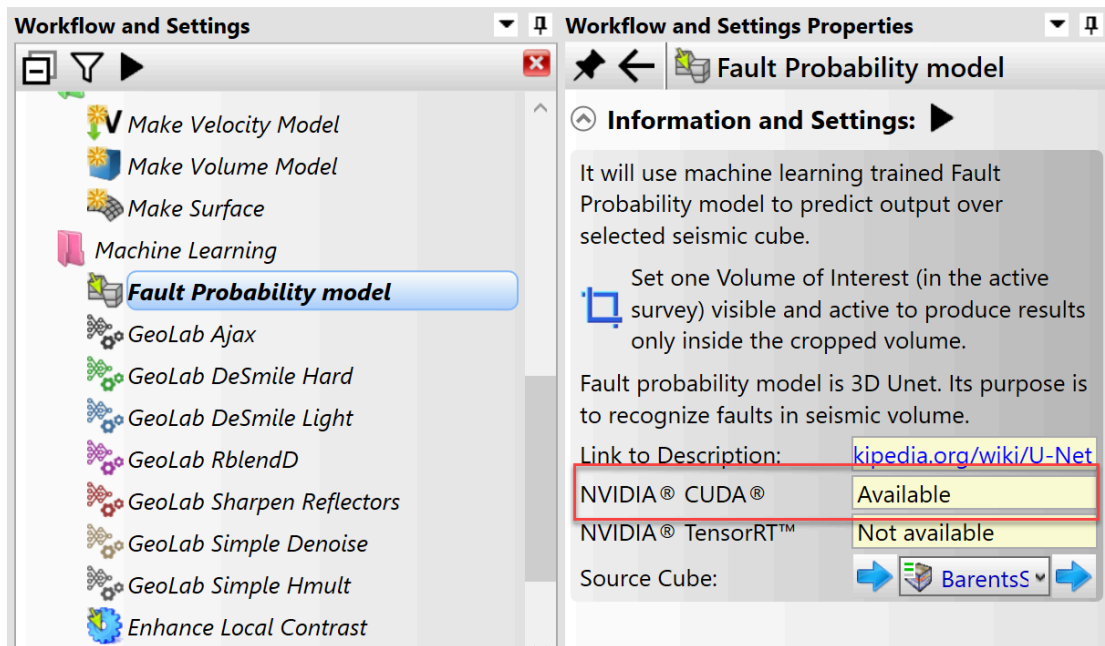 Workflow and Settings
Make Velocity Model
Make Volume Model
Make Surface
Machine Learning
Fault Probability model
GeoLab Ajax
GeoLab DeSmile Hard
GeoLab DeSmile Light
GeoLab RblendD
GeoLab Sharpen Reflectors
GeoLab Simple Denoise
GeoLab Simple Hmult
Enhance Local Contrast
Workflow and Settings Properties
Fault Probability model
Information and Settings:
It will use machine learning trained Fault
Probability model to predict output over
selected seismic cube.
Set one Volume of Interest (in the active
survey) visible and active to produce results
only inside the cropped volume.
Fault probability model is 3D Unet. Its purpose is
to recognize faults in seismic volume.
Link to Description: kipedia.org/wiki/U-Net
NVIDIA® CUDA® Available
NVIDIA® TensorRT™ Not available
Source Cube: BarentsS